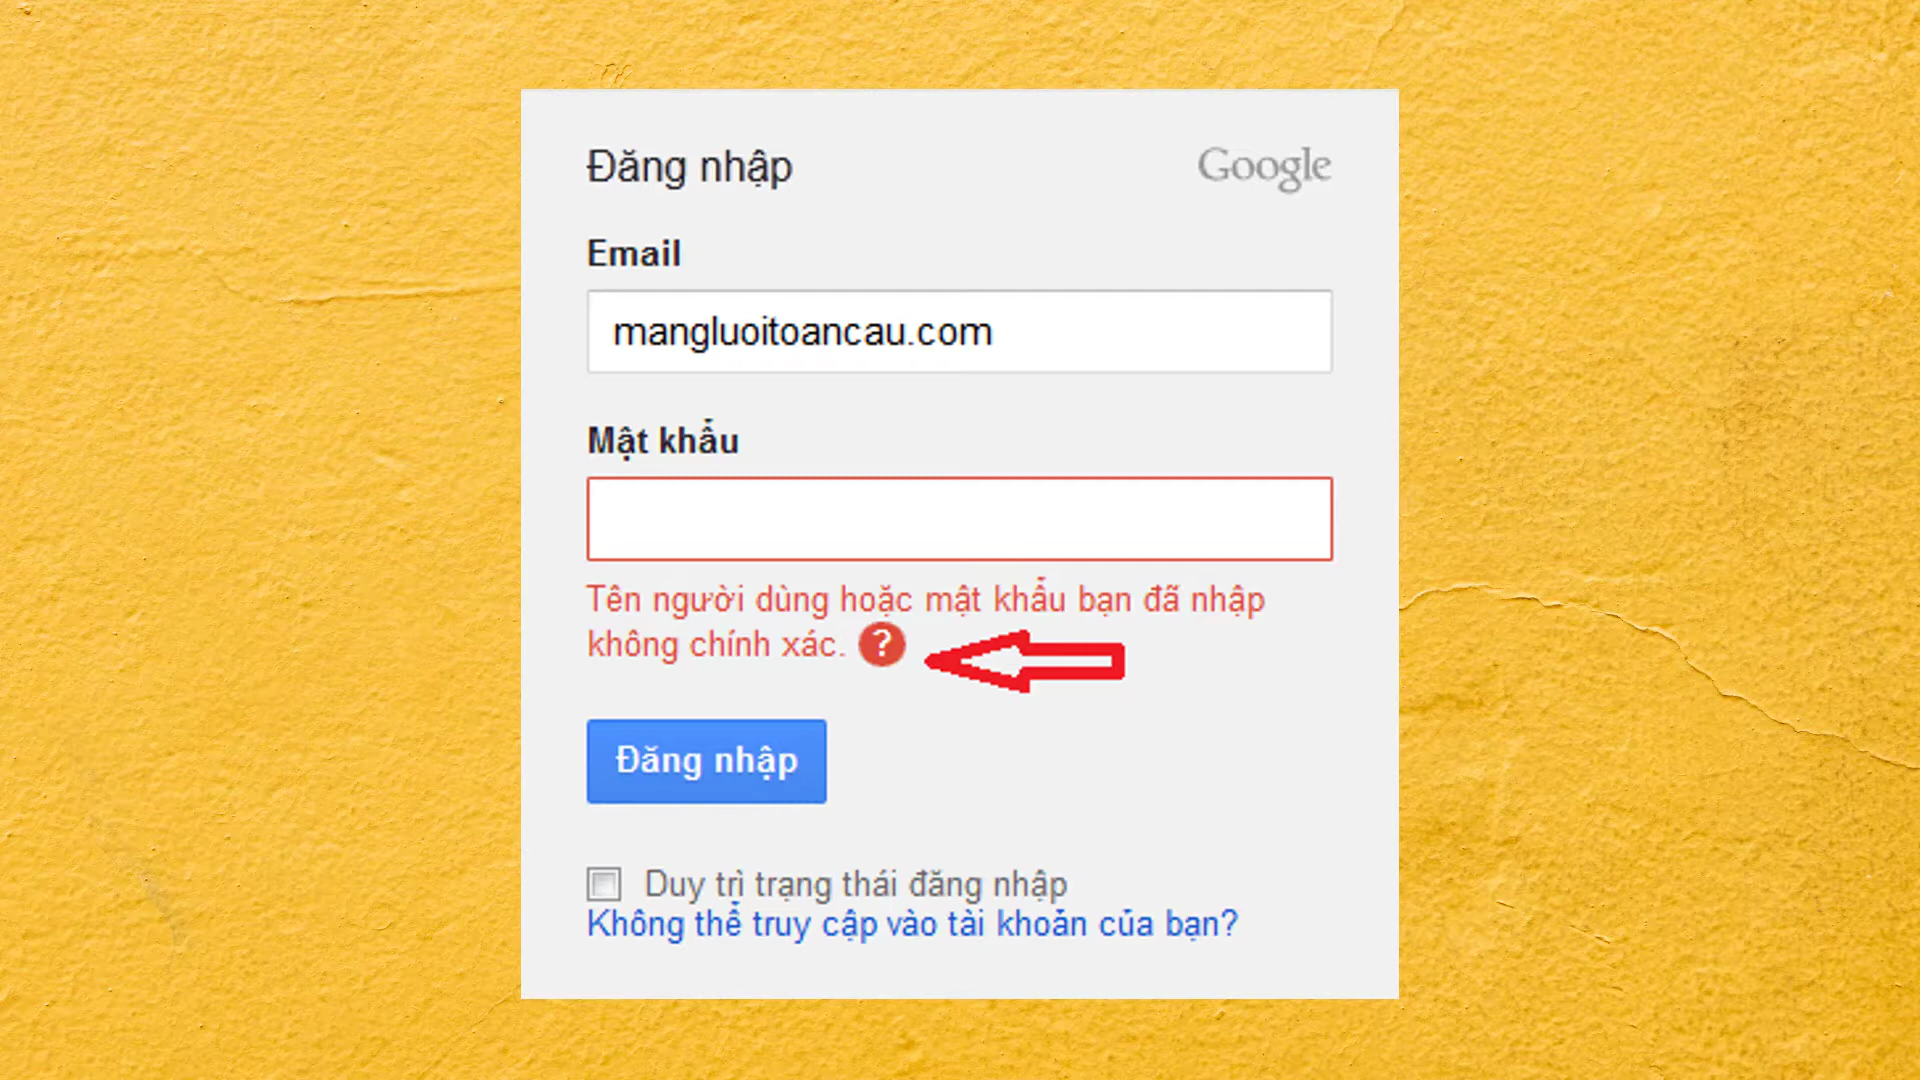 Đăng nhập Google
Email
mangluoitoancau.com
Mật khẩu
Tên người dùng hoặc mật khẩu bạn đã nhập
không chính xác. ?
Đăng nhập
Duy trì trạng thái đăng nhập
Không thể truy cập vào tài khoản của bạn?